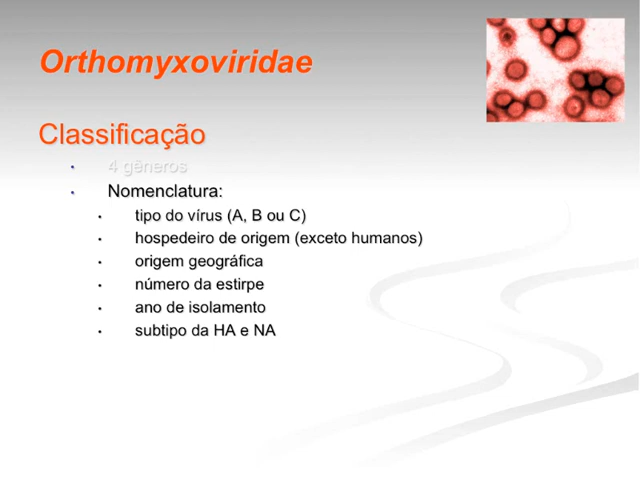 Orthomyxoviridae
Classificação
• 4 gêneros
• Nomenclatura:
• tipo do vírus (A, B ou C)
• hospedeiro de origem (exceto humanos)
• origem geográfica
• número da estirpe
• ano de isolamento
• subtipo da HA e NA